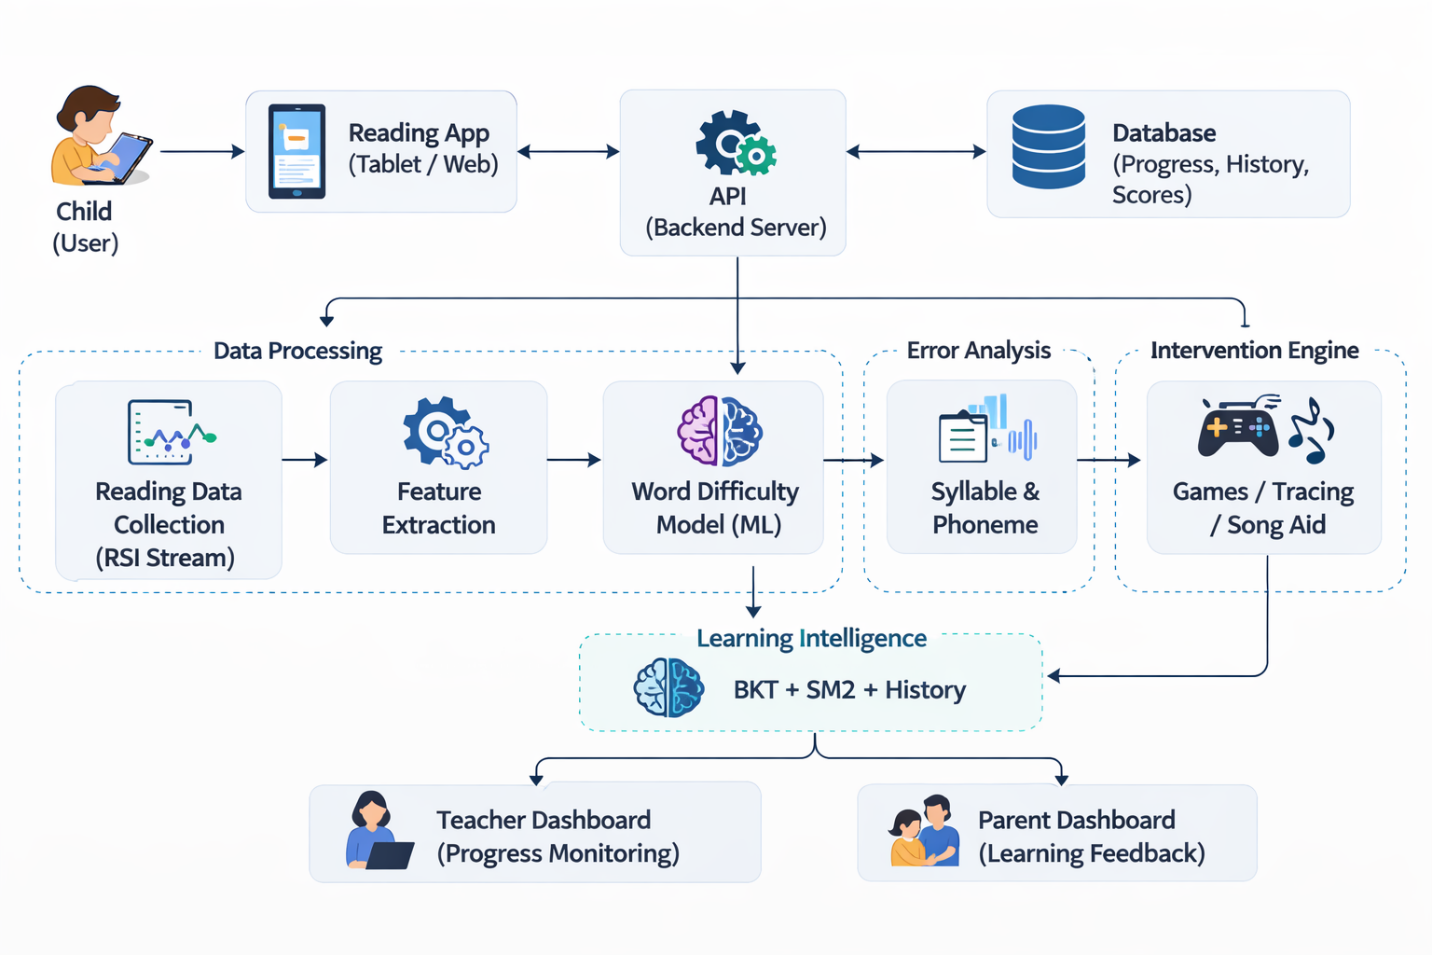 Child
(User)
Reading App
(Tablet / Web)
API
(Backend Server)
Database
(Progress, History,
Scores)
Data Processing
Error Analysis
Intervention Engine
Reading Data
Collection
(RSI Stream)
Feature
Extraction
Word Difficulty
Model (ML)
Syllable &
Phoneme
Games / Tracing
/ Song Aid
Learning Intelligence
BKT + SM2 + History
Teacher Dashboard
(Progress Monitoring)
Parent Dashboard
(Learning Feedback)